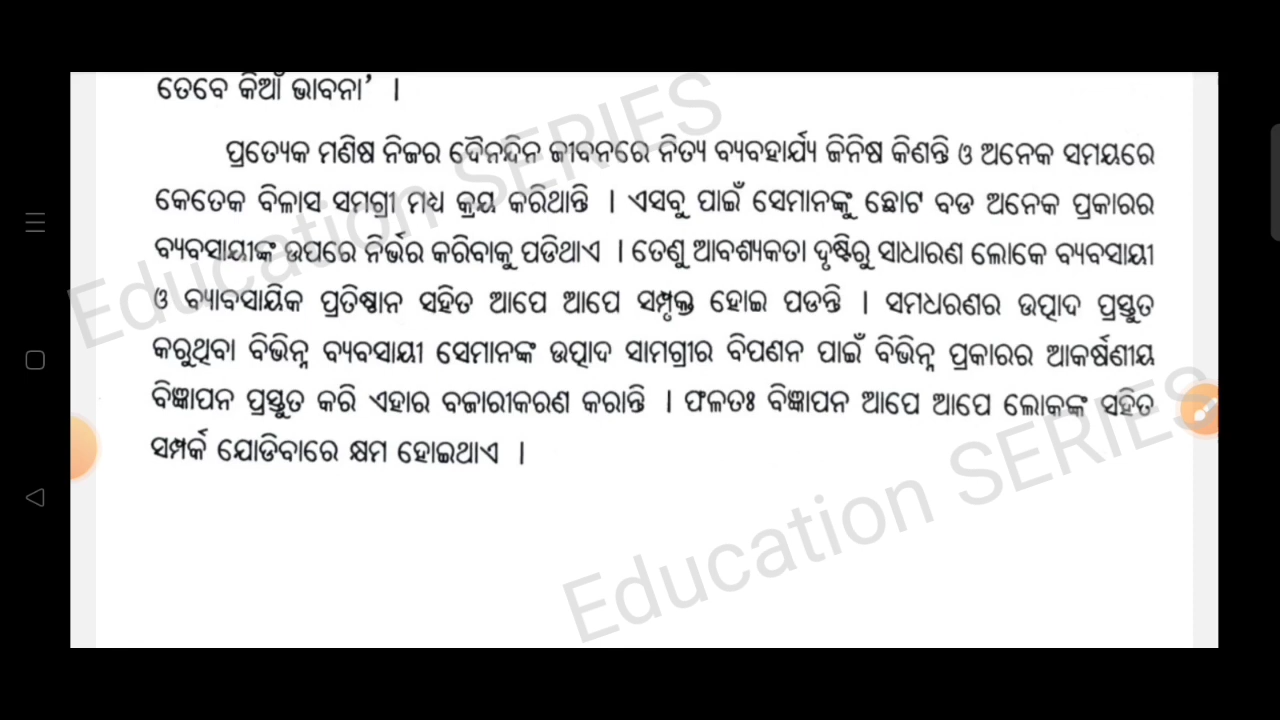 ତେବେ କିଆଁ ଭାବନା’ ।
ପ୍ରତ୍ୟେକ ମଣିଷ ନିଜର ଦୈନନ୍ଦିନ ଜୀବନରେ ନିତ୍ୟ ବ୍ୟବହାର୍ଯ୍ୟ ଜିନିଷ କିଣନ୍ତି ଓ ଅନେକ ସମୟରେ
କେତେକ ବିଳାସ ସମଗ୍ରୀ ମଧ୍ୟ କ୍ରୟ କରିଥାନ୍ତି । ଏସବୁ ପାଇଁ ସେମାନଙ୍କୁ ଛୋଟ ବଡ ଅନେକ ପ୍ରକାରର
ବ୍ୟବସାୟୀଙ୍କ ଉପରେ ନିର୍ଭର କରିବାକୁ ପଡିଥାଏ । ତେଣୁ ଆବଶ୍ୟକତା ଦୃଷ୍ଟିରୁ ସାଧାରଣ ଲୋକେ ବ୍ୟବସାୟୀ
ଓ ବ୍ୟାବସାୟିକ ପ୍ରତିଷ୍ଠାନ ସହିତ ଆପେ ଆପେ ସମ୍ପୃକ୍ତ ହୋଇ ପଡନ୍ତି । ସମଧରଣର ଉତ୍ପାଦ ପ୍ରସ୍ତୁତ
କରୁଥିବା ବିଭିନ୍ନ ବ୍ୟବସାୟୀ ସେମାନଙ୍କ ଉତ୍ପାଦ ସାମଗ୍ରୀର ବିପଣନ ପାଇଁ ବିଭିନ୍ନ ପ୍ରକାରର ଆକର୍ଷଣୀୟ
ବିଜ୍ଞାପନ ପ୍ରସ୍ତୁତ କରି ଏହାର ବଜାରୀକରଣ କରାନ୍ତି । ଫଳତଃ ବିଜ୍ଞାପନ ଆପେ ଆପେ ଲୋକଙ୍କ ସହିତ
ସମ୍ପର୍କ ଯୋଡିବାରେ କ୍ଷମ ହୋଇଥାଏ ।
Education SERIES
Education SERIES